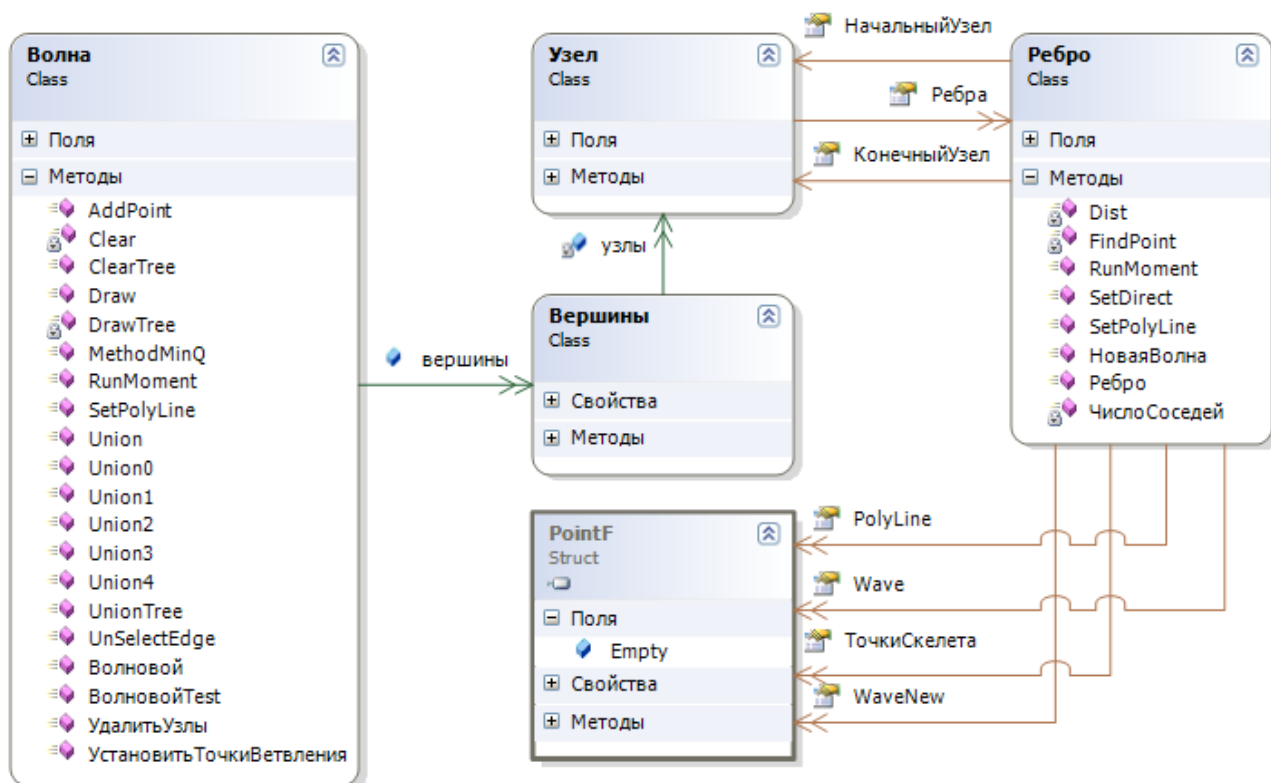 Волна
Class
Поля
Методы
AddPoint
Clear
ClearTree
Draw
DrawTree
MethodMinQ
RunMoment
SetPolyLine
Union
Union0
Union1
Union2
Union3
Union4
UnionTree
UnSelectEdge
Волновой
ВолновойTest
УдалитьУзлы
УстановитьТочкиВетвления
вершины
Узел
Class
Поля
Методы
узлы
Вершины
Class
Свойства
Методы
PointF
Struct
Поля
Empty
Свойства
Методы
НачальныйУзел
Ребра
КонечныйУзел
Ребро
Class
Поля
Методы
Dist
FindPoint
RunMoment
SetDirect
SetPolyLine
НоваяВолна
Ребро
ЧислоСоседей
PolyLine
Wave
ТочкиСкелета
WaveNew